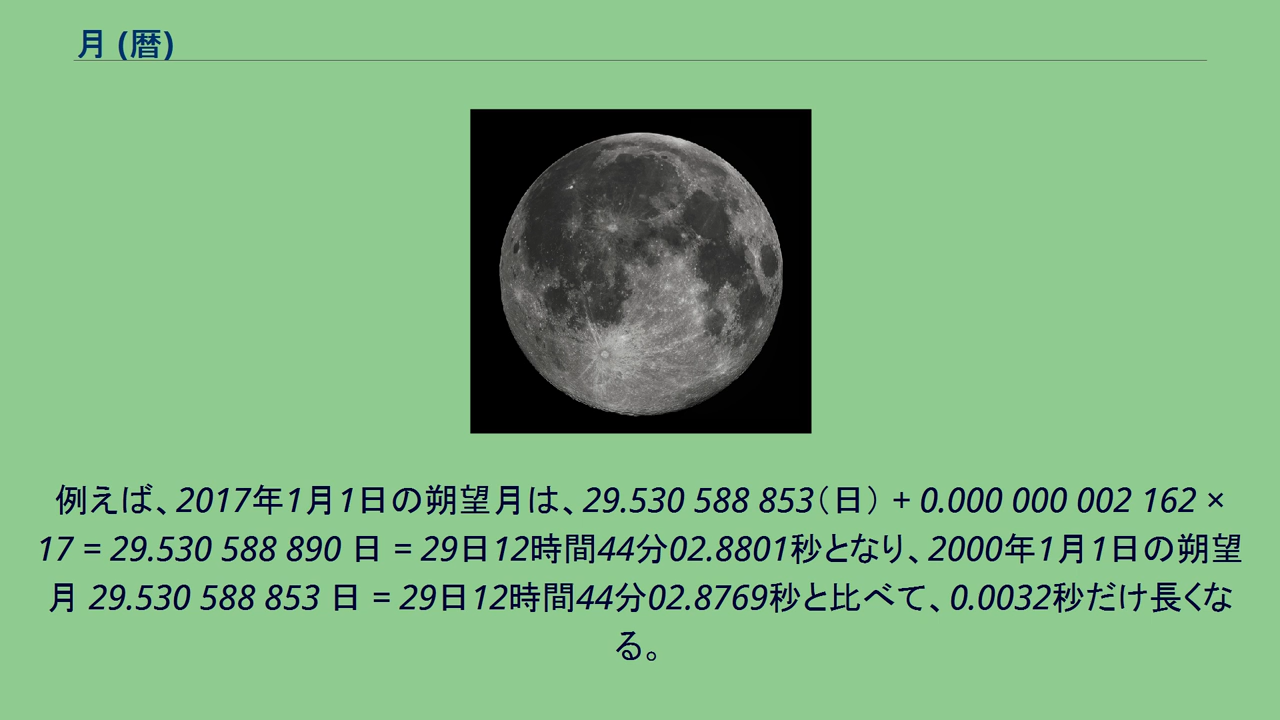 月 (暦)
例えば、2017年1月1日の朔望月は、29.530 588 853（日） + 0.000 000 002 162 ×
17 = 29.530 588 890 日 = 29日12時間44分02.8801秒となり、2000年1月1日の朔望
月 29.530 588 853 日 = 29日12時間44分02.8769秒と比べて、0.0032秒だけ長くな
る。